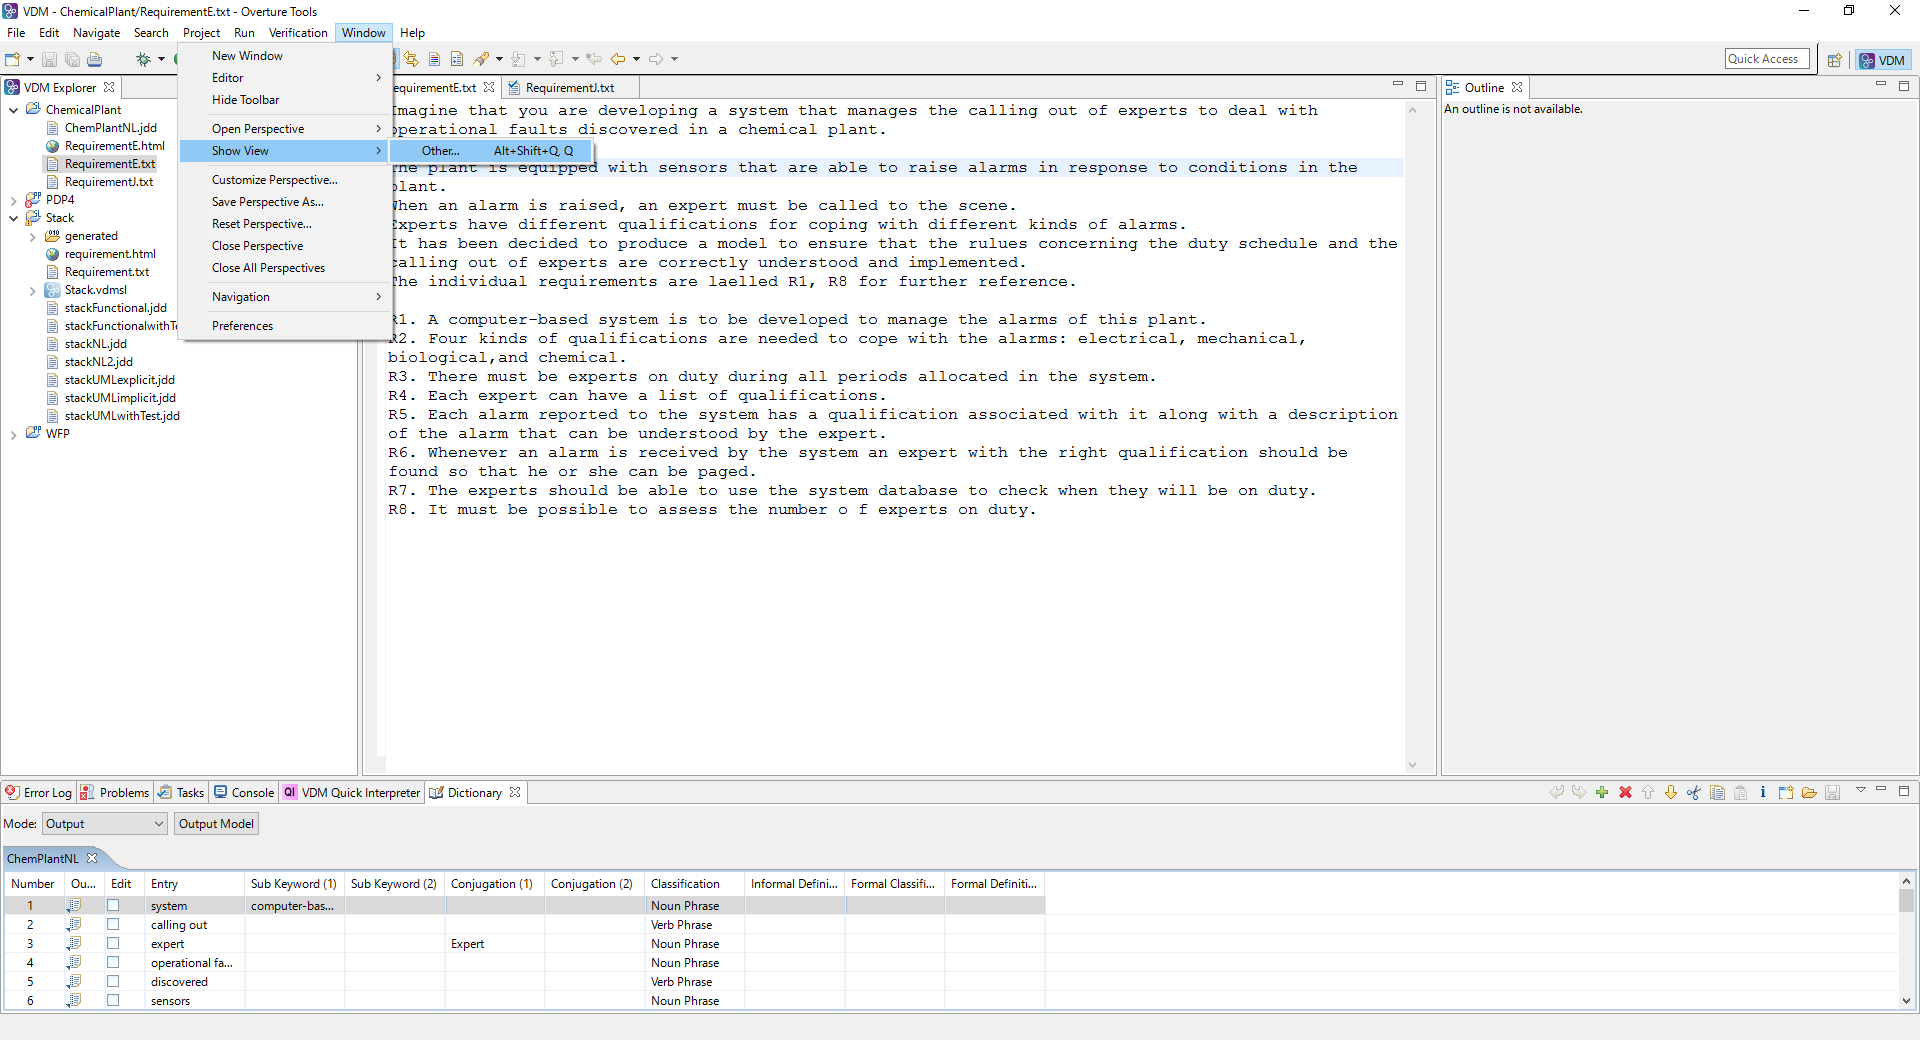 VDM - ChemicalPlant/RequirementE.txt - Overture Tools
File Edit Navigate Search Project Run Verification Window Help
Quick Access
VDM
New Window
Editor
Hide Toolbar
Open Perspective
Show View
Other... Alt+Shift+Q, Q
Customize Perspective...
Save Perspective As...
Reset Perspective...
Close Perspective
Close All Perspectives
Navigation
Preferences
VDM Explorer
ChemicalPlant
ChemPlantNL.jdd
RequirementE.html
RequirementE.txt
RequirementJ.txt
PDP4
Stack
generated
requirement.html
Requirement.txt
Stack.vdmsl
stackFunctional.jdd
stackFunctionalwithTe
stackNL.jdd
stackNL2.jdd
stackUMLexplicit.jdd
stackUMLimplicit.jdd
stackUMLwithTest.jdd
WFP
equirementE.txt RequirementJ.txt
Imagine that you are developing a system that manages the calling out of experts to deal with
operational faults discovered in a chemical plant.
The plant is equipped with sensors that are able to raise alarms in response to conditions in the
plant.
When an alarm is raised, an expert must be called to the scene.
Experts have different qualifications for coping with different kinds of alarms.
It has been decided to produce a model to ensure that the rulues concerning the duty schedule and the
calling out of experts are correctly understood and implemented.
The individual requirements are laelled R1, R8 for further reference.
R1. A computer-based system is to be developed to manage the alarms of this plant.
R2. Four kinds of qualifications are needed to cope with the alarms: electrical, mechanical,
biological,and chemical.
R3. There must be experts on duty during all periods allocated in the system.
R4. Each expert can have a list of qualifications.
R5. Each alarm reported to the system has a qualification associated with it along with a description
of the alarm that can be understood by the expert.
R6. Whenever an alarm is received by the system an expert with the right qualification should be
found so that he or she can be paged.
R7. The experts should be able to use the system database to check when they will be on duty.
R8. It must be possible to assess the number o f experts on duty.
Outline
An outline is not available.
Error Log Problems Tasks Console QI VDM Quick Interpreter Dictionary
Mode: Output Output Model
ChemPlantNL
Number Ou... Edit Entry Sub Keyword (1) Sub Keyword (2) Conjugation (1) Conjugation (2) Classification Informal Defini... Formal Classifi... Formal Definiti...
1 system computer-bas... Noun Phrase
2 calling out Verb Phrase
3 expert Expert Noun Phrase
4 operational fa... Noun Phrase
5 discovered Verb Phrase
6 sensors Noun Phrase